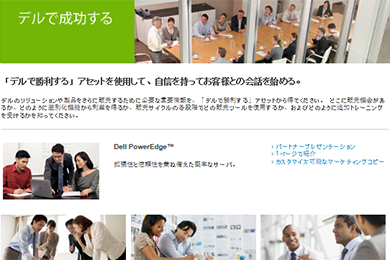 デルで成功する
「デルで勝利する」アセットを使用して、自信を持ってお客様との会話を始める。
デルのソリューションや製品をさらに販売するために必要な重要情報を、「デルで勝利する」アセットから得てください。 どこに販売機会があ
るか、どのように差別化機能から利益を得るか、販売サイクルのる段階でどの販売ツールを使用するか、およびどのように追加トレーニング
を受けるかを知ってください。
Dell PowerEdge™
拡張性と信頼性を兼ね備えた堅牢なサーバ。
› パートナープレゼンテーション
› 1ページで紹介
› カスタマイズ可能なマーケティングコピー